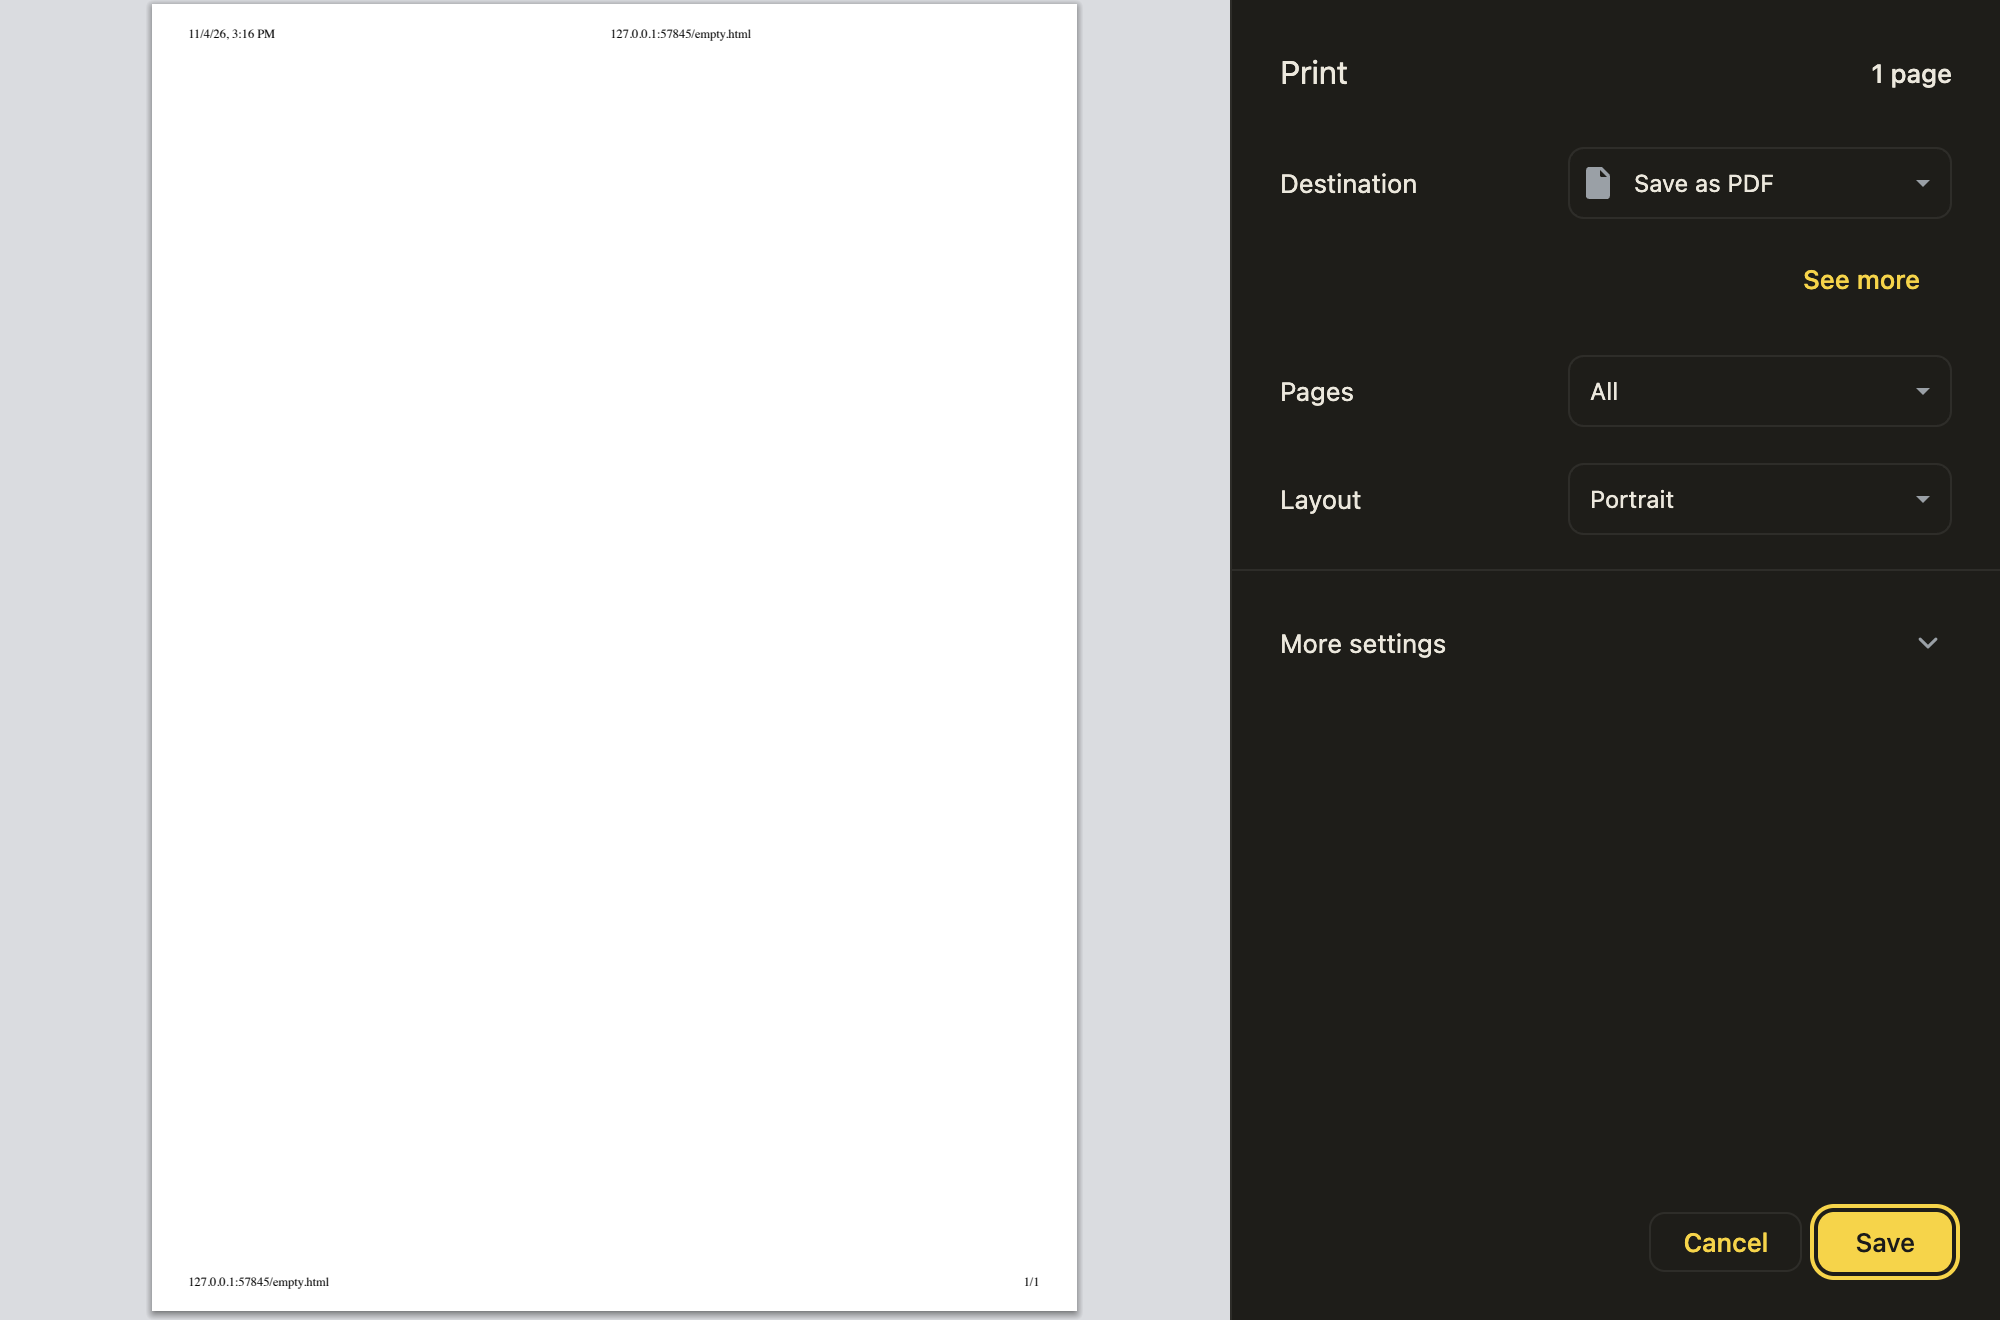 11/4/26, 3:16 PM 127.0.0.1:57845/empty.html
127.0.0.1:57845/empty.html 1/1
Print 1 page
Destination Save as PDF
See more
Pages All
Layout Portrait
More settings
Cancel Save